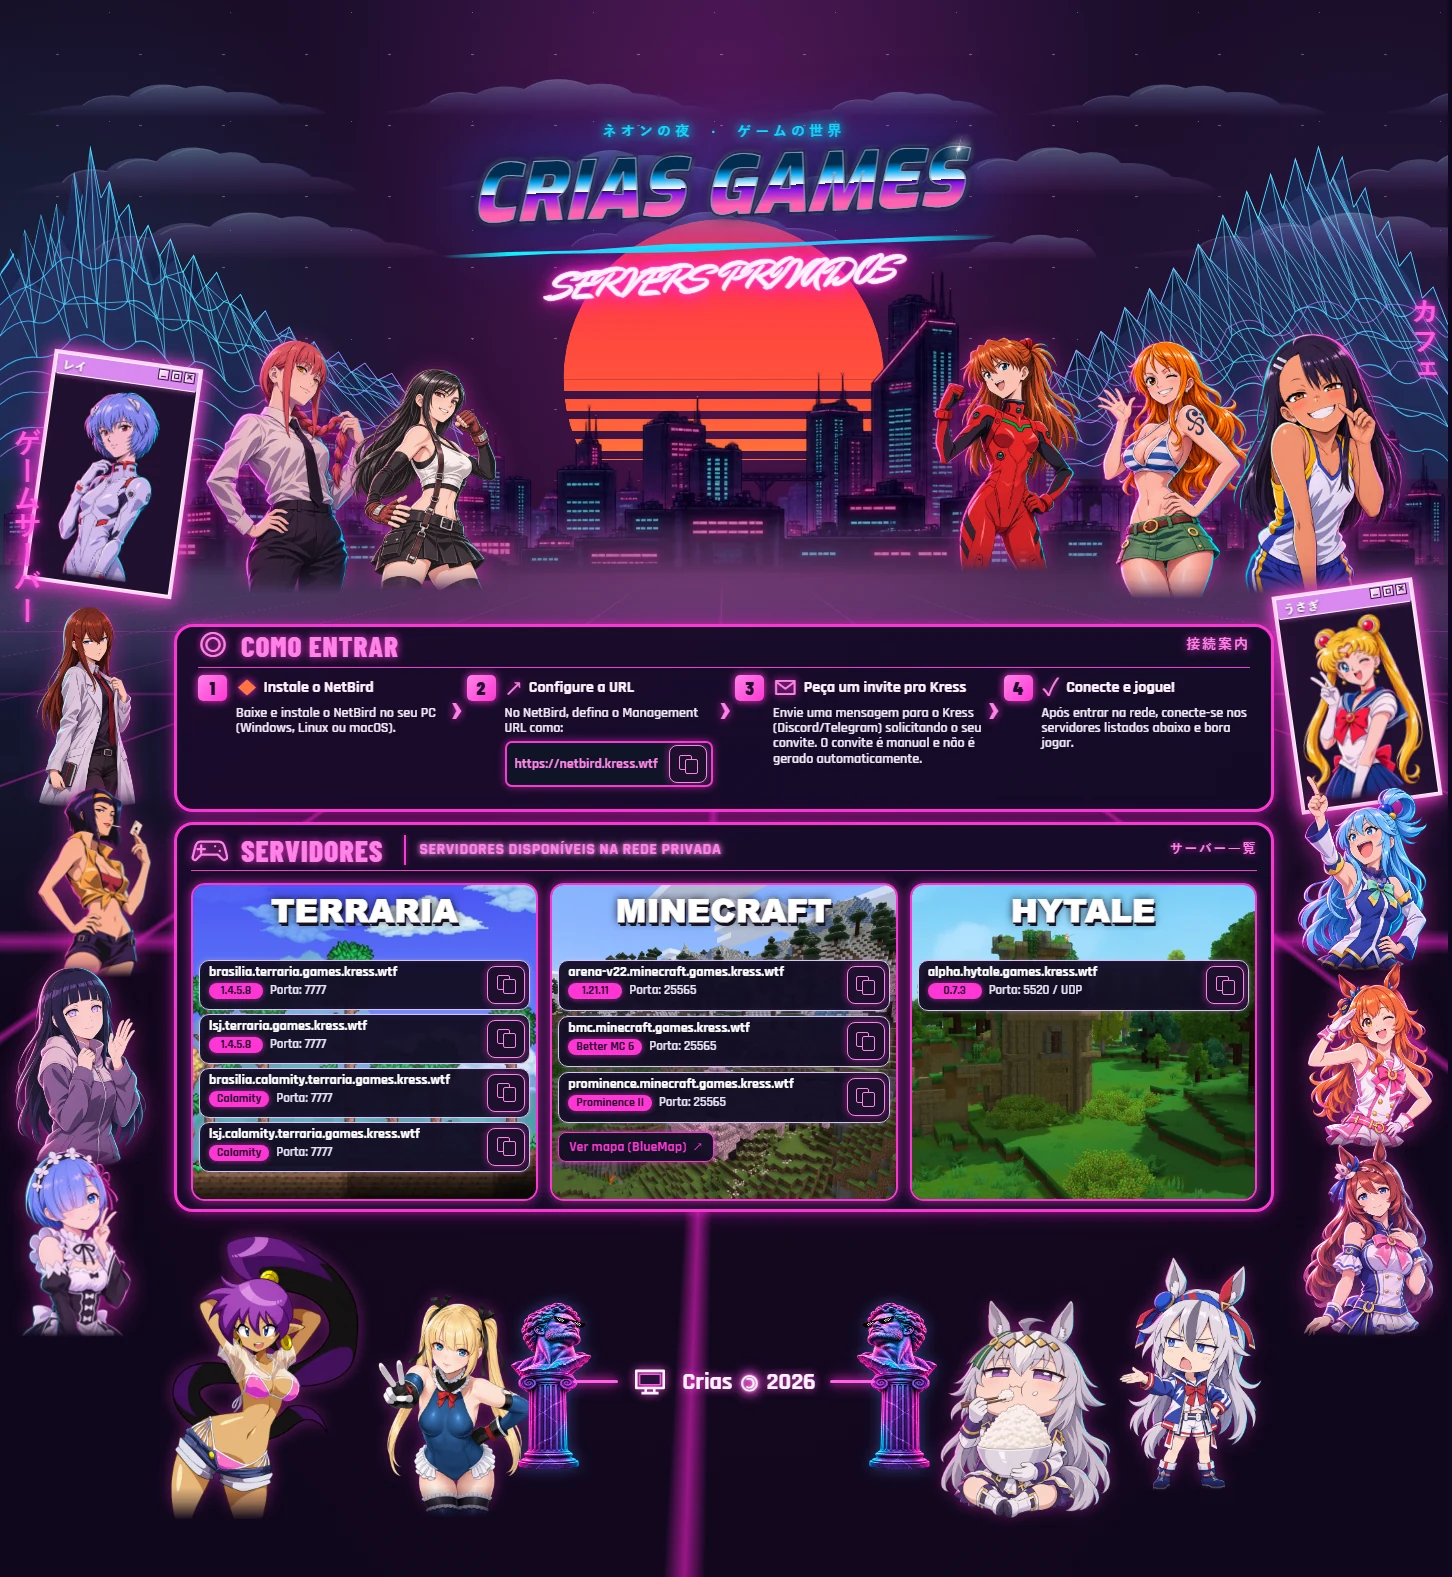 ネオンの夜 · ゲームの世界
CRIAS GAMES
SERVERS PRIVADOS
カフェ
レイ
ゲームサーバー
うさぎ
COMO ENTRAR
接続案内
1 Instale o NetBird
Baixe e instale o NetBird no seu PC
(Windows, Linux ou macOS).
2 Configure a URL
No NetBird, defina o Management
URL como:
https://netbird.kress.wtf
3 Peça um invite pro Kress
Envie uma mensagem para o Kress
(Discord/Telegram) solicitando o seu
convite. O convite é manual e não é
gerado automaticamente.
4 Conecte e jogue!
Após entrar na rede, conecte-se nos
servidores listados abaixo e bora
jogar.
SERVIDORES
SERVIDORES DISPONÍVEIS NA REDE PRIVADA
サーバー一覧
TERRARIA
brasilia.terraria.games.kress.wtf
1.4.5.8 Porta: 7777
lsj.terraria.games.kress.wtf
1.4.5.8 Porta: 7777
brasilia.calamity.terraria.games.kress.wtf
Calamity Porta: 7777
lsj.calamity.terraria.games.kress.wtf
Calamity Porta: 7777
MINECRAFT
arena-v22.minecraft.games.kress.wtf
1.21.11 Porta: 25565
bmc.minecraft.games.kress.wtf
Better MC 6 Porta: 25565
prominence.minecraft.games.kress.wtf
Prominence II Porta: 25565
Ver mapa (BlueMap) ↗
HYTALE
alpha.hytale.games.kress.wtf
0.7.3 Porta: 5520 / UDP
Crias 2026